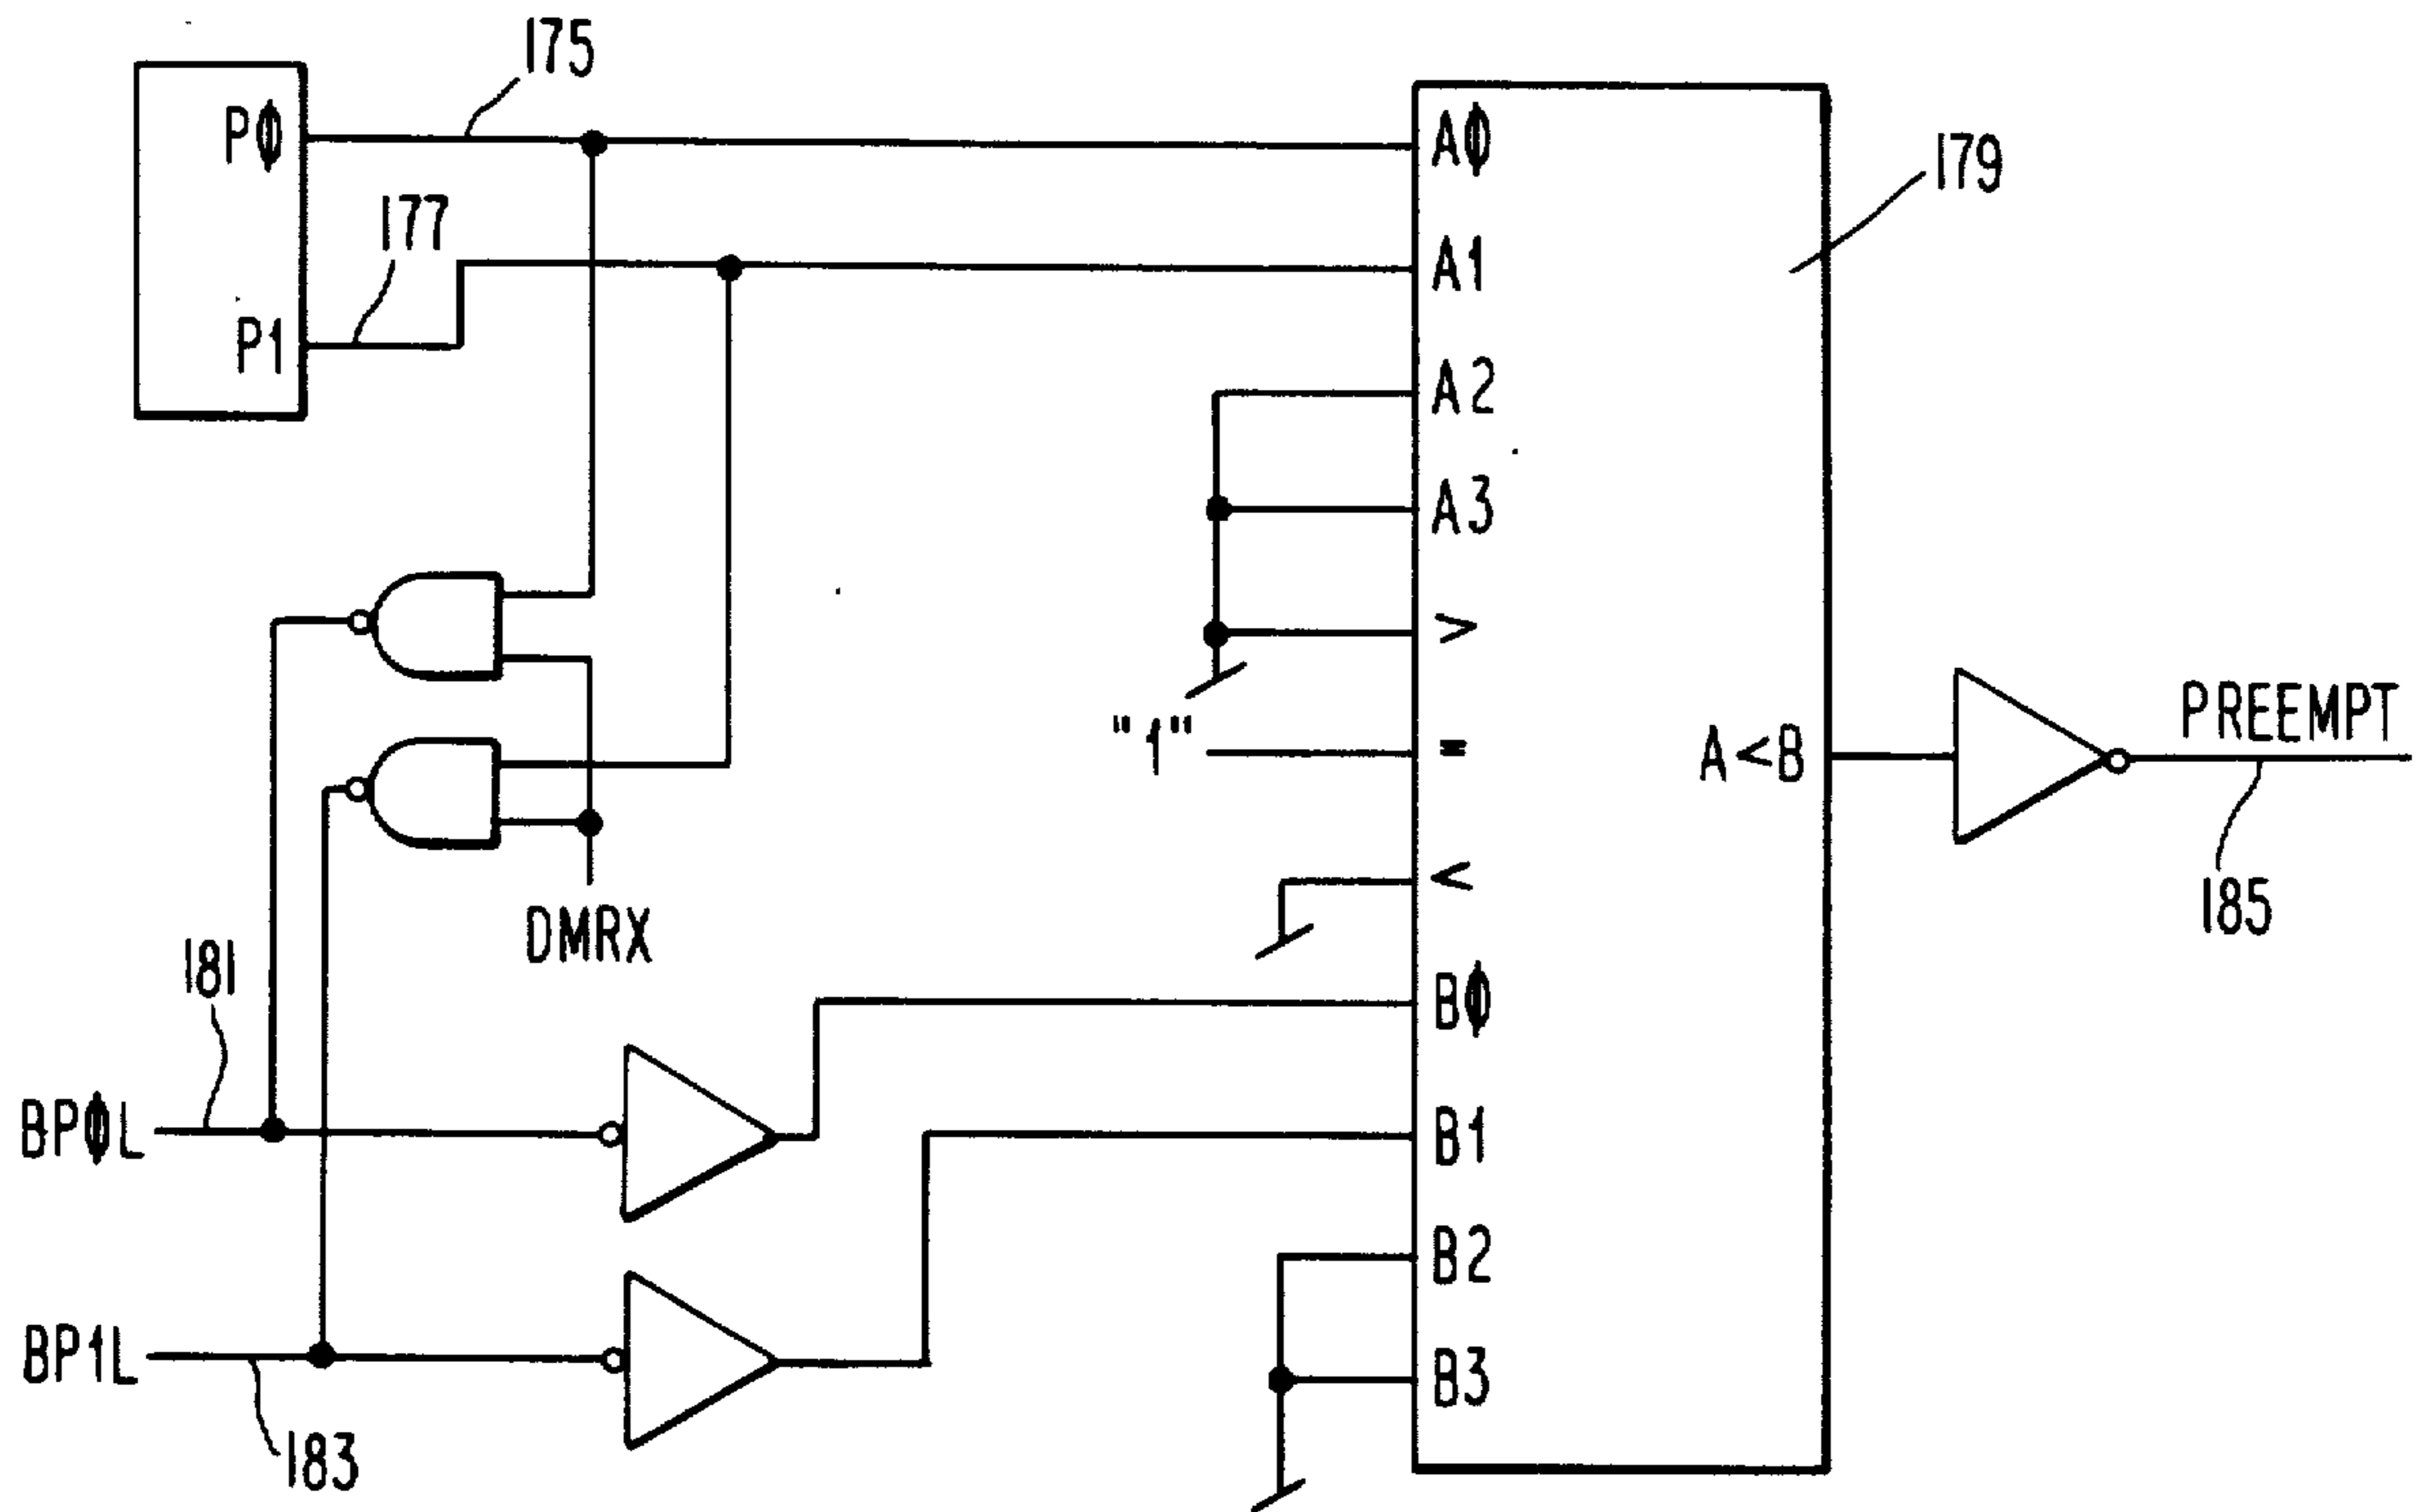 175
PΦ
177
P1
AΦ
A1
A2
A3
>
"1" =
<
BΦ
B1
B2
B3
179
A<B
PREEMPT
185
DMRX
181
BPΦL
BP1L
183